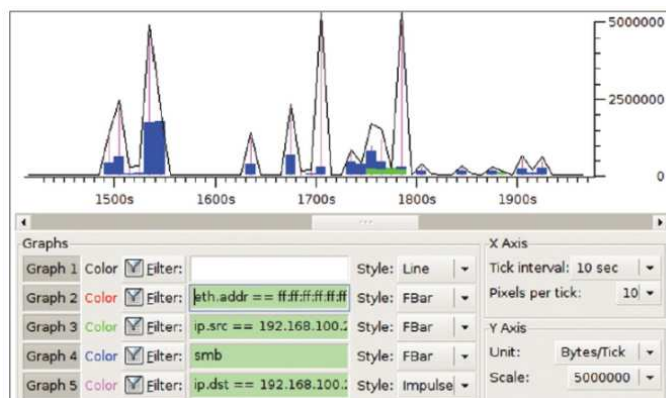 5000000
2500000
0
1500s 1600s 1700s 1800s 1900s
Graphs
X Axis
Graph 1 Color Filter: Style: Line
Tick interval: 10 sec
Graph 2 Color Filter: eth.addr == ff:ff:ff:ff:ff:ff Style: FBar
Pixels per tick: 10
Graph 3 Color Filter: ip.src == 192.168.100.2 Style: FBar
Y Axis
Graph 4 Color Filter: smb Style: FBar
Unit: Bytes/Tick
Graph 5 Color Filter: ip.dst == 192.168.100.2 Style: Impulse
Scale: 5000000